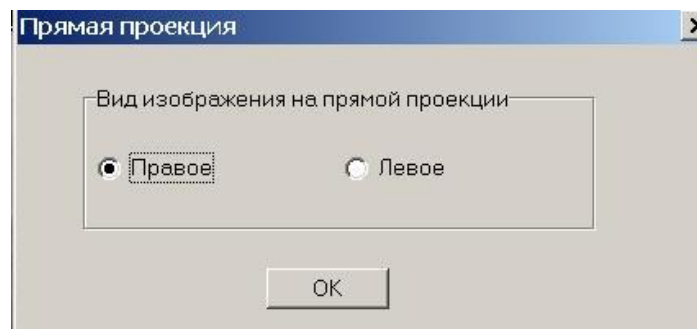 Прямая проекция
Вид изображения на прямой проекции
Правое Левое
OK